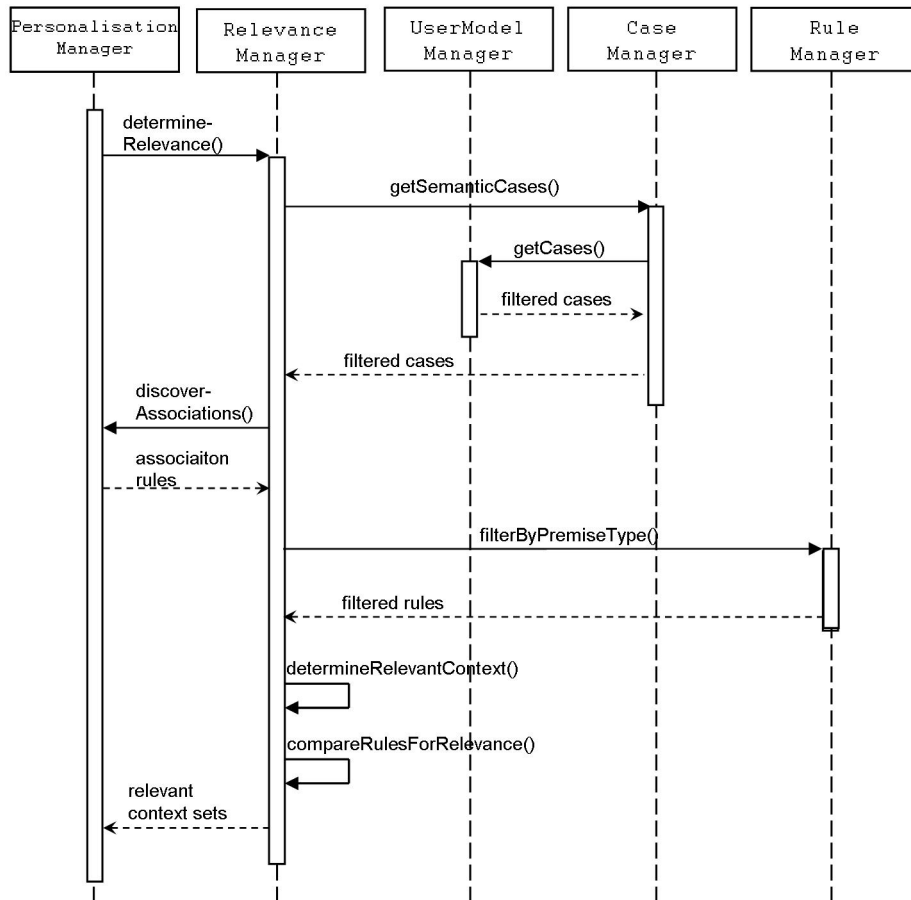 Personalisation
Manager
Relevance
Manager
UserModel
Manager
Case
Manager
Rule
Manager
determine-
Relevance()
getSemanticCases()
getCases()
filtered cases
filtered cases
discover-
Associations()
associaiton
rules
filterByPremiseType()
filtered rules
determineRelevantContext()
compareRulesForRelevance()
relevant
context sets